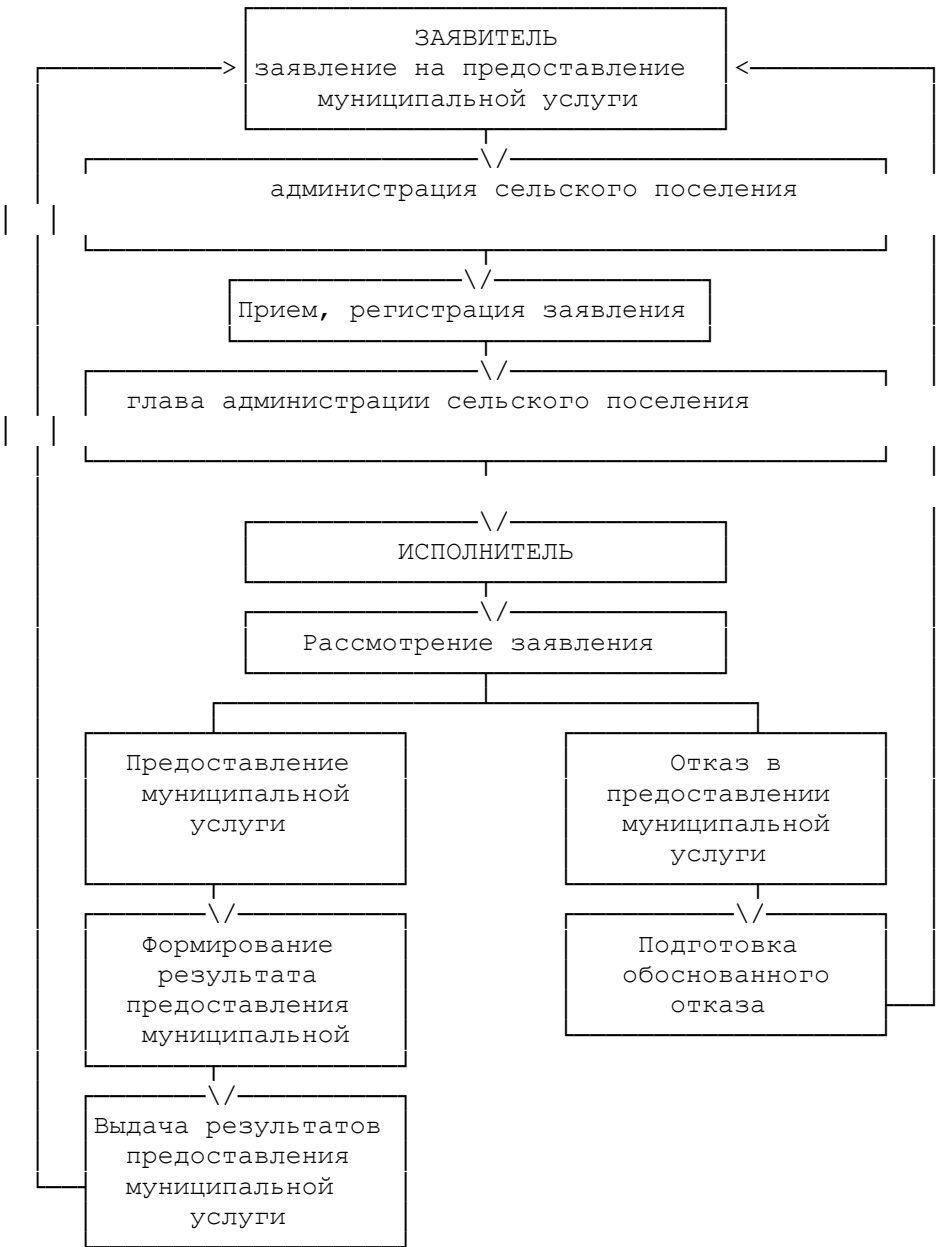 ЗАЯВИТЕЛЬ
заявление на предоставление
муниципальной услуги
администрация сельского поселения
Прием, регистрация заявления
глава администрации сельского поселения
ИСПОЛНИТЕЛЬ
Рассмотрение заявления
Предоставление
муниципальной
услуги
Отказ в
предоставлении
муниципальной
услуги
Формирование
результата
предоставления
муниципальной
Подготовка
обоснованного
отказа
Выдача результатов
предоставления
муниципальной
услуги